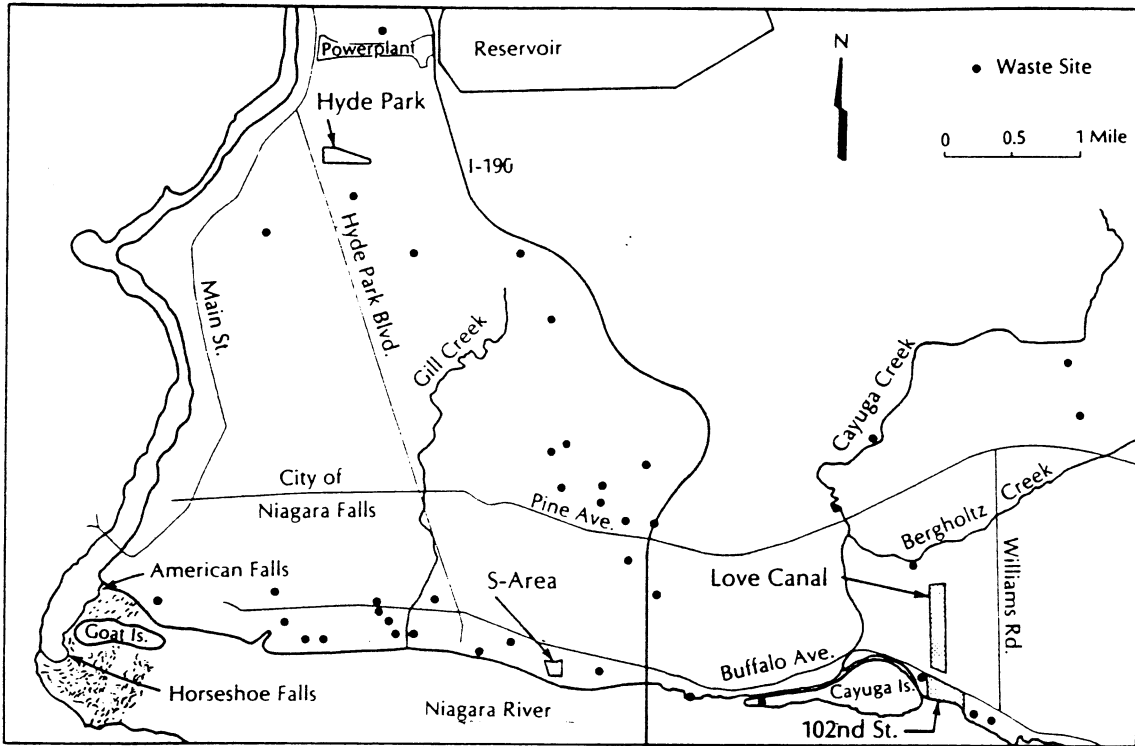 Powerplant
Reservoir
N
Waste Site
Hyde Park
0 0.5 1 Mile
I-190
Hyde Park Blvd.
Main St.
Gill Creek
Cayuga Creek
City of
Niagara Falls
Pine Ave.
Bergholtz Creek
Williams Rd.
American Falls
S-Area
Love Canal
Goat Is.
Horseshoe Falls
Buffalo Ave.
Cayuga Is.
Niagara River
102nd St.